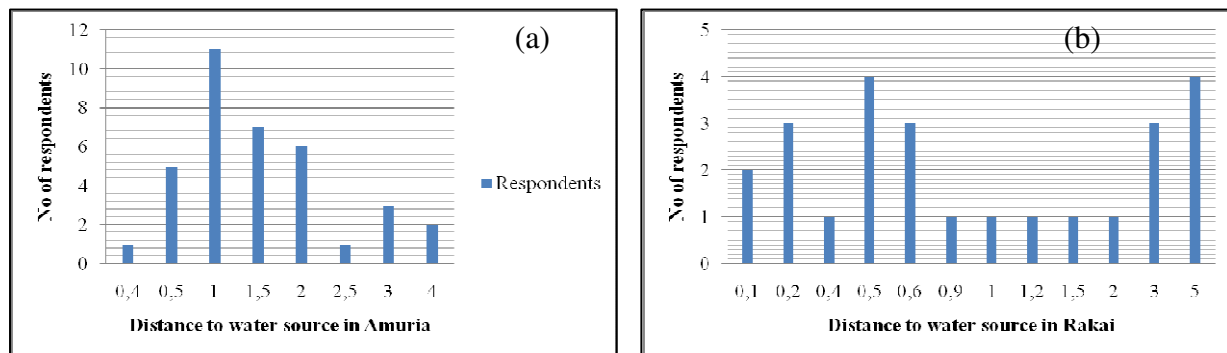 (a)
12
10
8
6
4
2
0
No of respondents
0,4 0,5 1 1,5 2 2,5 3 4
Distance to water source in Amuria
Respondents
(b)
5
4
3
2
1
0
No of respondents
0,1 0,2 0,4 0,5 0,6 0,9 1 1,2 1,5 2 3 5
Distance to water source in Rakai